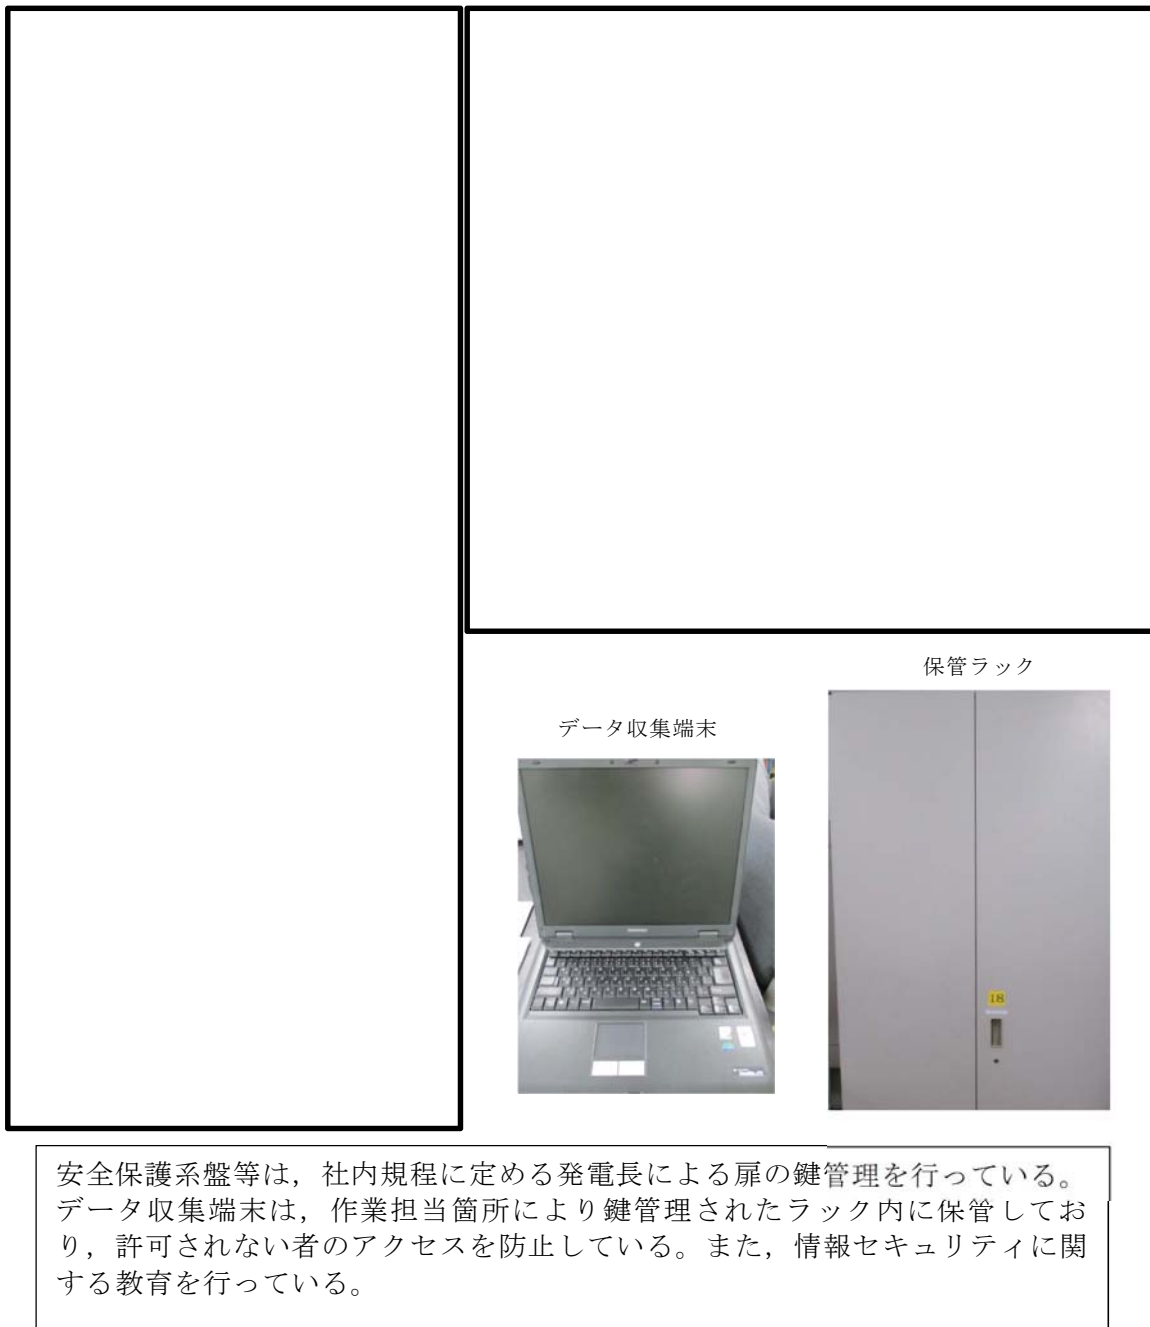 保管ラック
データ収集端末
18
安全保護系盤等は，社内規程に定める発電長による扉の鍵管理を行っている。
データ収集端末は，作業担当箇所により鍵管理されたラック内に保管してお
り，許可されない者のアクセスを防止している。また，情報セキュリティに関
する教育を行っている。